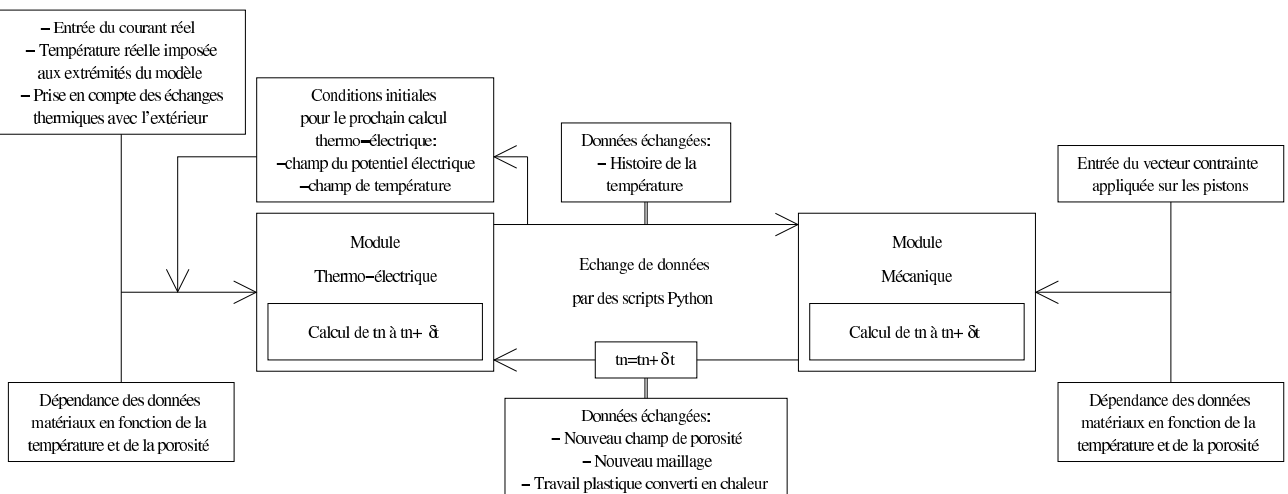 – Entrée du courant réel
– Température réelle imposée
aux extrémités du modèle
– Prise en compte des échanges
thermiques avec l'extérieur
Conditions initiales
pour le prochain calcul
thermo–électrique:
–champ du potentiel électrique
–champ de température
Données échangées:
– Histoire de la
température
Entrée du vecteur contrainte
appliquée sur les pistons
Module
Thermo–électrique
Calcul de tn à tn+ δt
Echange de données
par des scripts Python
Module
Mécanique
Calcul de tn à tn+ δt
tn=tn+ δt
Dépendance des données
matériaux en fonction de la
température et de la porosité
Données échangées:
– Nouveau champ de porosité
– Nouveau maillage
– Travail plastique converti en chaleur
Dépendance des données
matériaux en fonction de la
température et de la porosité